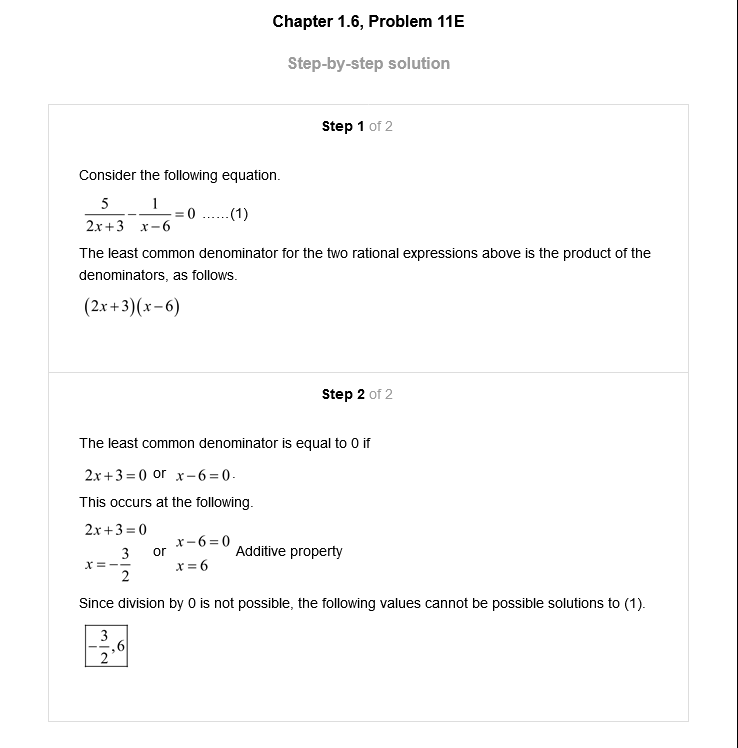 Chapter 1.6, Problem 11E
Step-by-step solution
Step 1 of 2
Consider the following equation.
5/(2x+3) − 1/(x−6) = 0 ......(1)
The least common denominator for the two rational expressions above is the product of the
denominators, as follows.
(2x+3)(x−6)
Step 2 of 2
The least common denominator is equal to 0 if
2x+3=0 or x−6=0.
This occurs at the following.
2x+3=0
x=−3/2
or
x−6=0
x=6
Additive property
Since division by 0 is not possible, the following values cannot be possible solutions to (1).
−3/2,6